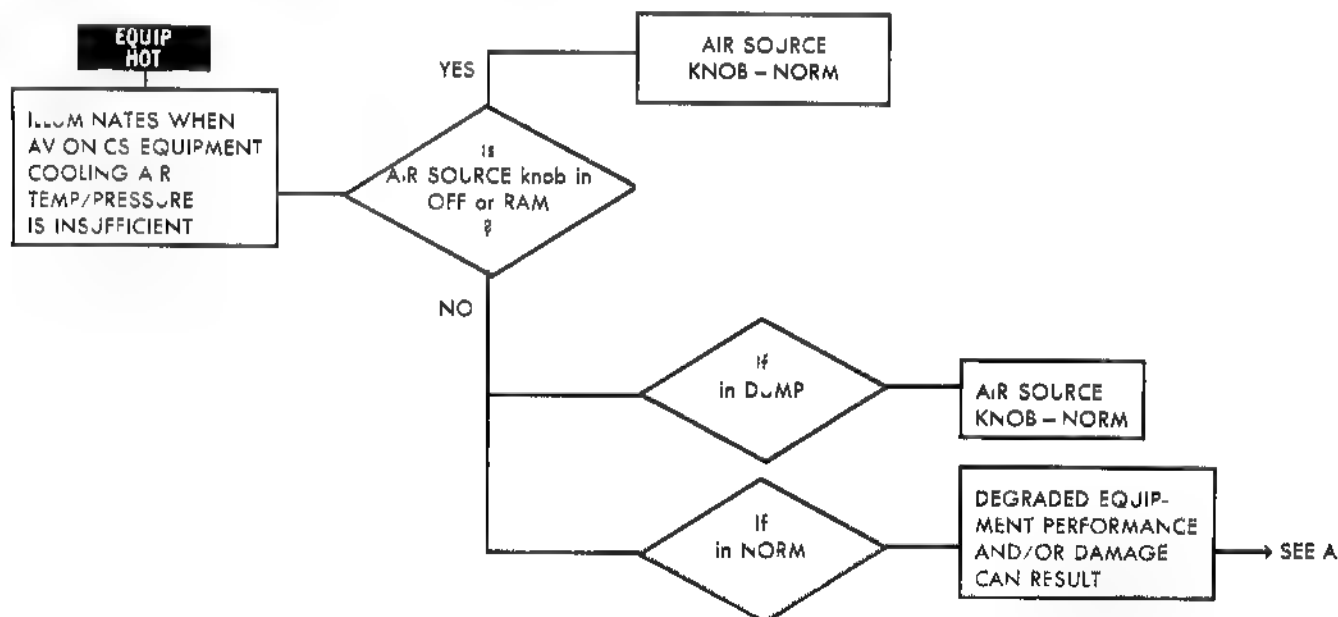 EQUIP
HOT
ILLUMINATES WHEN
AVIONICS EQUIPMENT
COOLING AIR
TEMP/PRESSURE
IS INSUFFICIENT
YES
AIR SOURCE
KNOB – NORM
Is
AIR SOURCE knob in
OFF or RAM
?
NO
If
in DUMP
AIR SOURCE
KNOB – NORM
If
in NORM
DEGRADED EQUIP-
MENT PERFORMANCE
AND/OR DAMAGE
CAN RESULT
SEE A